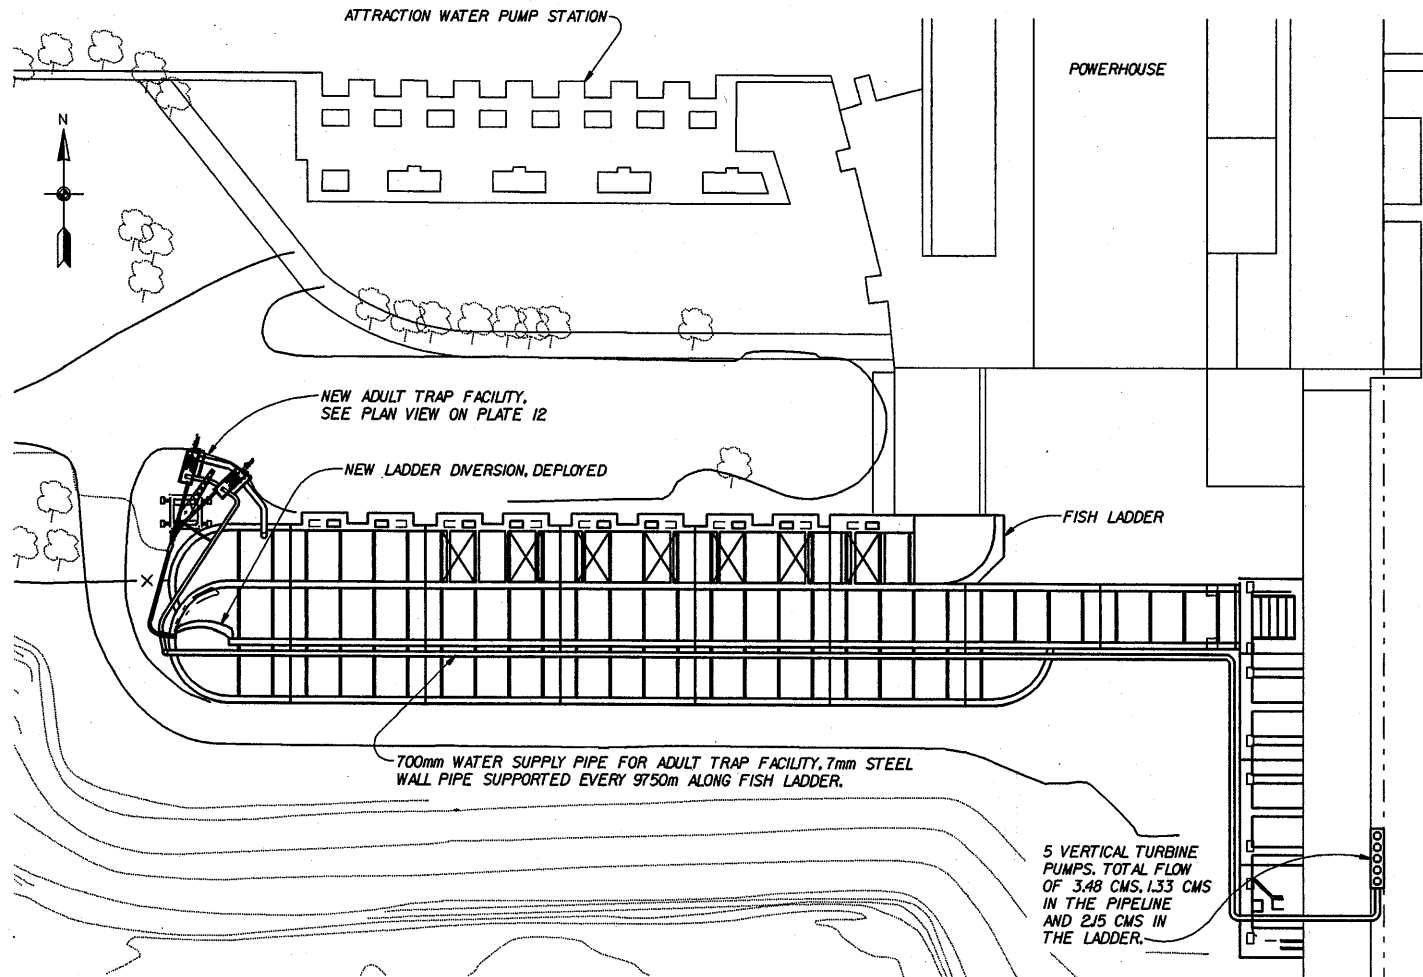 ATTRACTION WATER PUMP STATION
POWERHOUSE
N
NEW ADULT TRAP FACILITY,
SEE PLAN VIEW ON PLATE 12
NEW LADDER DIVERSION, DEPLOYED
FISH LADDER
700mm WATER SUPPLY PIPE FOR ADULT TRAP FACILITY, 7mm STEEL
WALL PIPE SUPPORTED EVERY 9750m ALONG FISH LADDER.
5 VERTICAL TURBINE
PUMPS. TOTAL FLOW
OF 3.48 CMS, 1.33 CMS
IN THE PIPELINE
AND 2.15 CMS IN
THE LADDER.